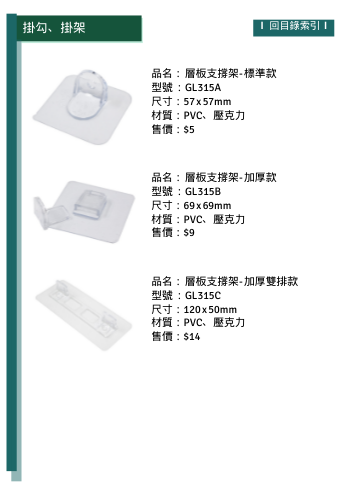 掛勾、掛架
回目錄索引
品名：層板支撐架-標準款
型號：GL315A
尺寸：57x57mm
材質：PVC、壓克力
售價：$5
品名：層板支撐架-加厚款
型號：GL315B
尺寸：69x69mm
材質：PVC、壓克力
售價：$9
品名：層板支撐架-加厚雙排款
型號：GL315C
尺寸：120x50mm
材質：PVC、壓克力
售價：$14